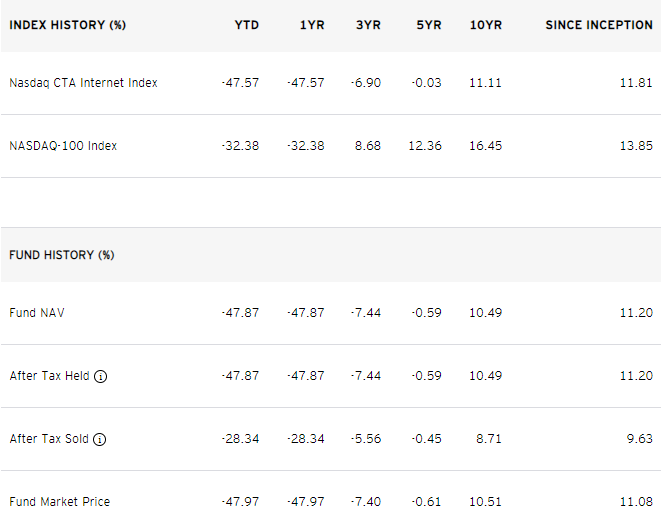 INDEX HISTORY (%) YTD 1YR 3YR 5YR 10YR SINCE INCEPTION
Nasdaq CTA Internet Index -47.57 -47.57 -6.90 -0.03 11.11 11.81
NASDAQ-100 Index -32.38 -32.38 8.68 12.36 16.45 13.85
FUND HISTORY (%)
Fund NAV -47.87 -47.87 -7.44 -0.59 10.49 11.20
After Tax Held -47.87 -47.87 -7.44 -0.59 10.49 11.20
After Tax Sold -28.34 -28.34 -5.56 -0.45 8.71 9.63
Fund Market Price -47.97 -47.97 -7.40 -0.61 10.51 11.08